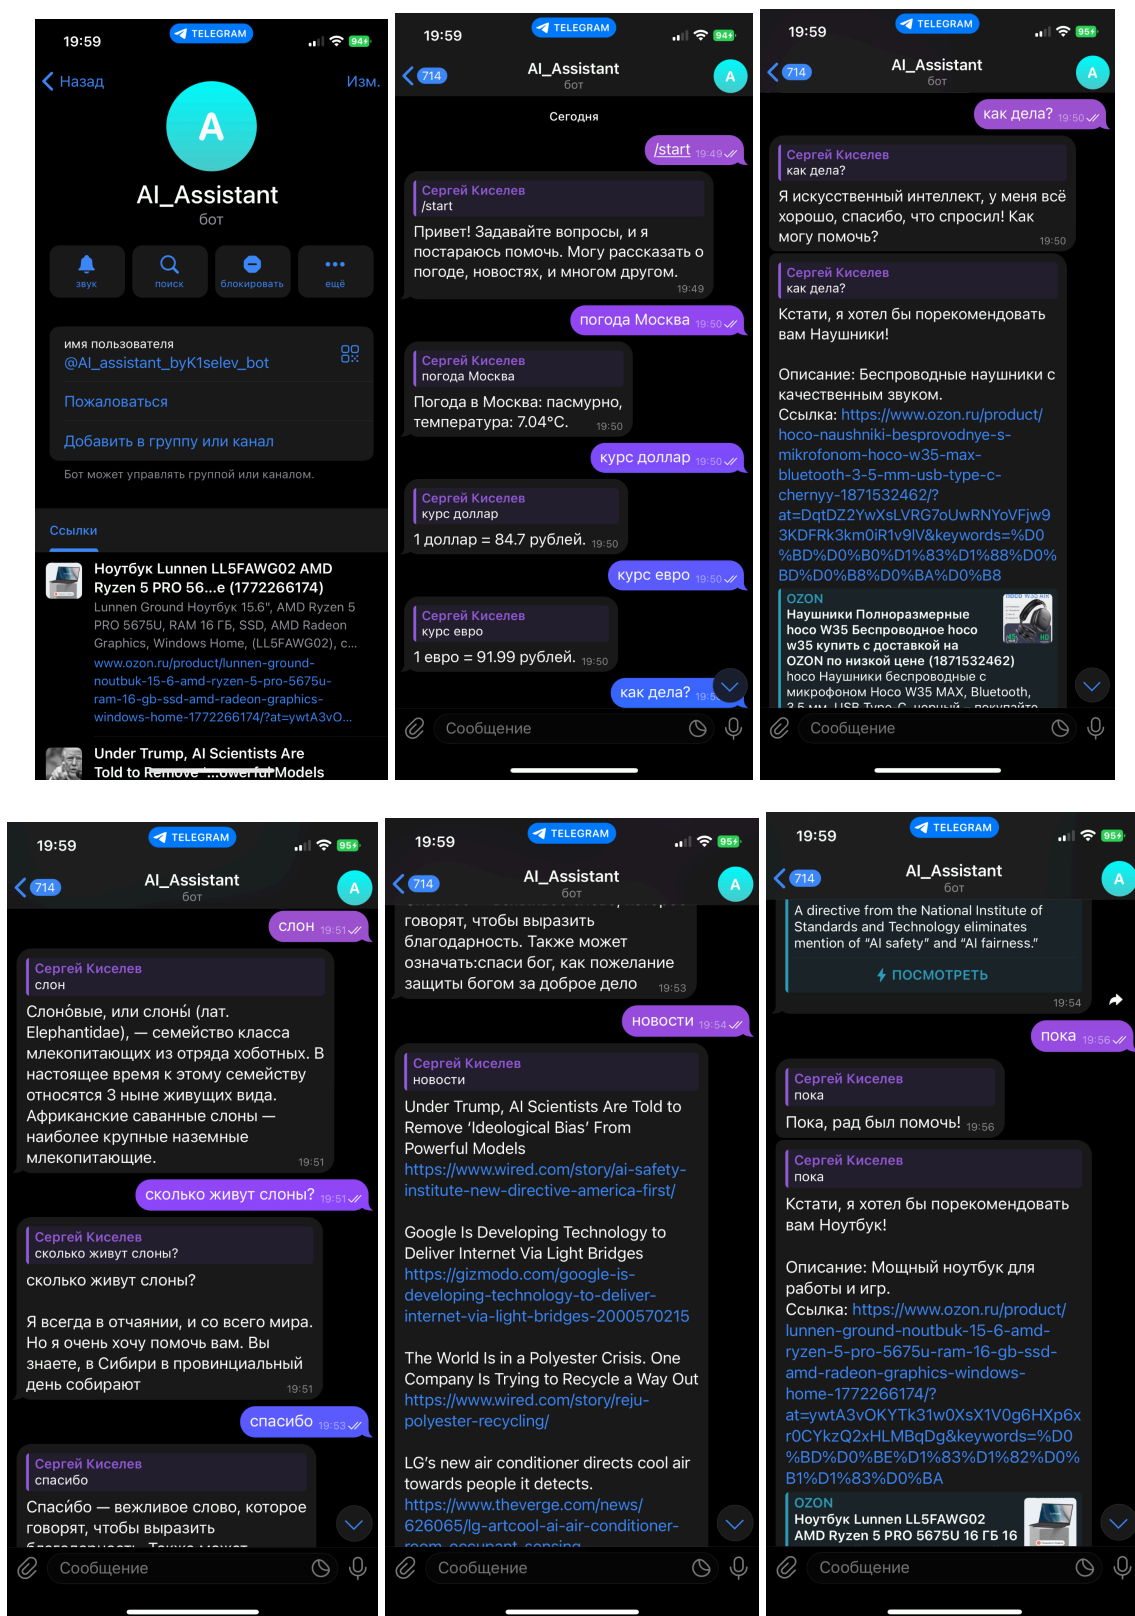 19:59
TELEGRAM
94
Назад
Изм.
A
AI_Assistant
бот
звук
поиск
блокировать
ещё
имя пользователя
@AI_assistant_byK1selev_bot
Пожаловаться
Добавить в группу или канал
Бот может управлять группой или каналом.
Ссылки
Ноутбук Lunnen LL5FAWG02 AMD
Ryzen 5 PRO 56...е (1772266174)
Lunnen Ground Ноутбук 15.6", AMD Ryzen 5
PRO 5675U, RAM 16 ГБ, SSD, AMD Radeon
Graphics, Windows Home, (LL5FAWG02), с...
www.ozon.ru/product/lunnen-ground-
noutbuk-15-6-amd-ryzen-5-pro-5675u-
ram-16-gb-ssd-amd-radeon-graphics-
windows-home-1772266174/?at=ywtA3vO...
Under Trump, AI Scientists Are
Told to Remove '...owerful Models
19:59
TELEGRAM
94
714
AI_Assistant
бот
A
Сегодня
/start 19:49
Сергей Киселев
/start
Привет! Задавайте вопросы, и я
постараюсь помочь. Могу рассказать о
погоде, новостях, и многом другом.
19:49
погода Москва 19:50
Сергей Киселев
погода Москва
Погода в Москва: пасмурно,
температура: 7.04°C. 19:50
курс доллар 19:50
Сергей Киселев
курс доллар
1 доллар = 84.7 рублей. 19:50
курс евро 19:50
Сергей Киселев
курс евро
1 евро = 91.99 рублей. 19:50
как дела?
Сообщение
19:59
TELEGRAM
95
714
AI_Assistant
бот
A
как дела? 19:50
Сергей Киселев
как дела?
Я искусственный интеллект, у меня всё
хорошо, спасибо, что спросил! Как
могу помочь? 19:50
Сергей Киселев
как дела?
Кстати, я хотел бы порекомендовать
вам Наушники!
Описание: Беспроводные наушники с
качественным звуком.
Ссылка: https://www.ozon.ru/product/
hoco-naushniki-besprovodnye-s-
mikrofonom-hoco-w35-max-
bluetooth-3-5-mm-usb-type-c-
chernyy-1871532462/?
at=DqtDZ2YwXsLVRG7oUwRNYoVFjw9
3KDFRk3km0iR1v9lV&keywords=%D0
%BD%D0%B0%D1%83%D1%88%D0%
BD%D0%B8%D0%BA%D0%B8
OZON
Наушники Полноразмерные
hoco W35 Беспроводное hoco
w35 купить с доставкой на
OZON по низкой цене (1871532462)
hoco Наушники беспроводные с
микрофоном Hoco W35 MAX, Bluetooth,
3.5 мм, USB Type-C, черный – покупайте
Сообщение
19:59
TELEGRAM
95
714
AI_Assistant
бот
A
слон 19:51
Сергей Киселев
слон
Слоно́вые, или слоны́ (лат.
Elephantidae), — семейство класса
млекопитающих из отряда хоботных. В
настоящее время к этому семейству
относятся 3 ныне живущих вида.
Африканские саванные слоны —
наиболее крупные наземные
млекопитающие. 19:51
сколько живут слоны? 19:51
Сергей Киселев
сколько живут слоны?
сколько живут слоны?
Я всегда в отчаянии, и со всего мира.
Но я очень хочу помочь вам. Вы
знаете, в Сибири в провинциальный
день собирают 19:51
спасибо 19:53
Сергей Киселев
спасибо
Спаси́бо — вежливое слово, которое
говорят, чтобы выразить
благодарность. Также может
Сообщение
19:59
TELEGRAM
95
714
AI_Assistant
бот
A
говорят, чтобы выразить
благодарность. Также может
означать:спаси бог, как пожелание
защиты богом за доброе дело 19:53
новости 19:54
Сергей Киселев
новости
Under Trump, AI Scientists Are Told to
Remove ‘Ideological Bias’ From
Powerful Models
https://www.wired.com/story/ai-safety-
institute-new-directive-america-first/
Google Is Developing Technology to
Deliver Internet Via Light Bridges
https://gizmodo.com/google-is-
developing-technology-to-deliver-
internet-via-light-bridges-2000570215
The World Is in a Polyester Crisis. One
Company Is Trying to Recycle a Way Out
https://www.wired.com/story/reju-
polyester-recycling/
LG’s new air conditioner directs cool air
towards people it detects.
https://www.theverge.com/news/
626065/lg-artcool-ai-air-conditioner-
room-occupant-sensing
Сообщение
19:59
TELEGRAM
95
714
AI_Assistant
бот
A
A directive from the National Institute of
Standards and Technology eliminates
mention of “AI safety” and “AI fairness.”
ПОСМОТРЕТЬ
19:54
пока 19:56
Сергей Киселев
пока
Пока, рад был помочь! 19:56
Сергей Киселев
пока
Кстати, я хотел бы порекомендовать
вам Ноутбук!
Описание: Мощный ноутбук для
работы и игр.
Ссылка: https://www.ozon.ru/product/
lunnen-ground-noutbuk-15-6-amd-
ryzen-5-pro-5675u-ram-16-gb-ssd-
amd-radeon-graphics-windows-
home-1772266174/?
at=ywtA3vOKYTk31w0XsX1V0g6HXp6x
r0CYkzQ2xHLMBqDg&keywords=%D0
%BD%D0%BE%D1%83%D1%82%D0%
B1%D1%83%D0%BA
OZON
Ноутбук Lunnen LL5FAWG02
AMD Ryzen 5 PRO 5675U 16 ГБ 16
Сообщение